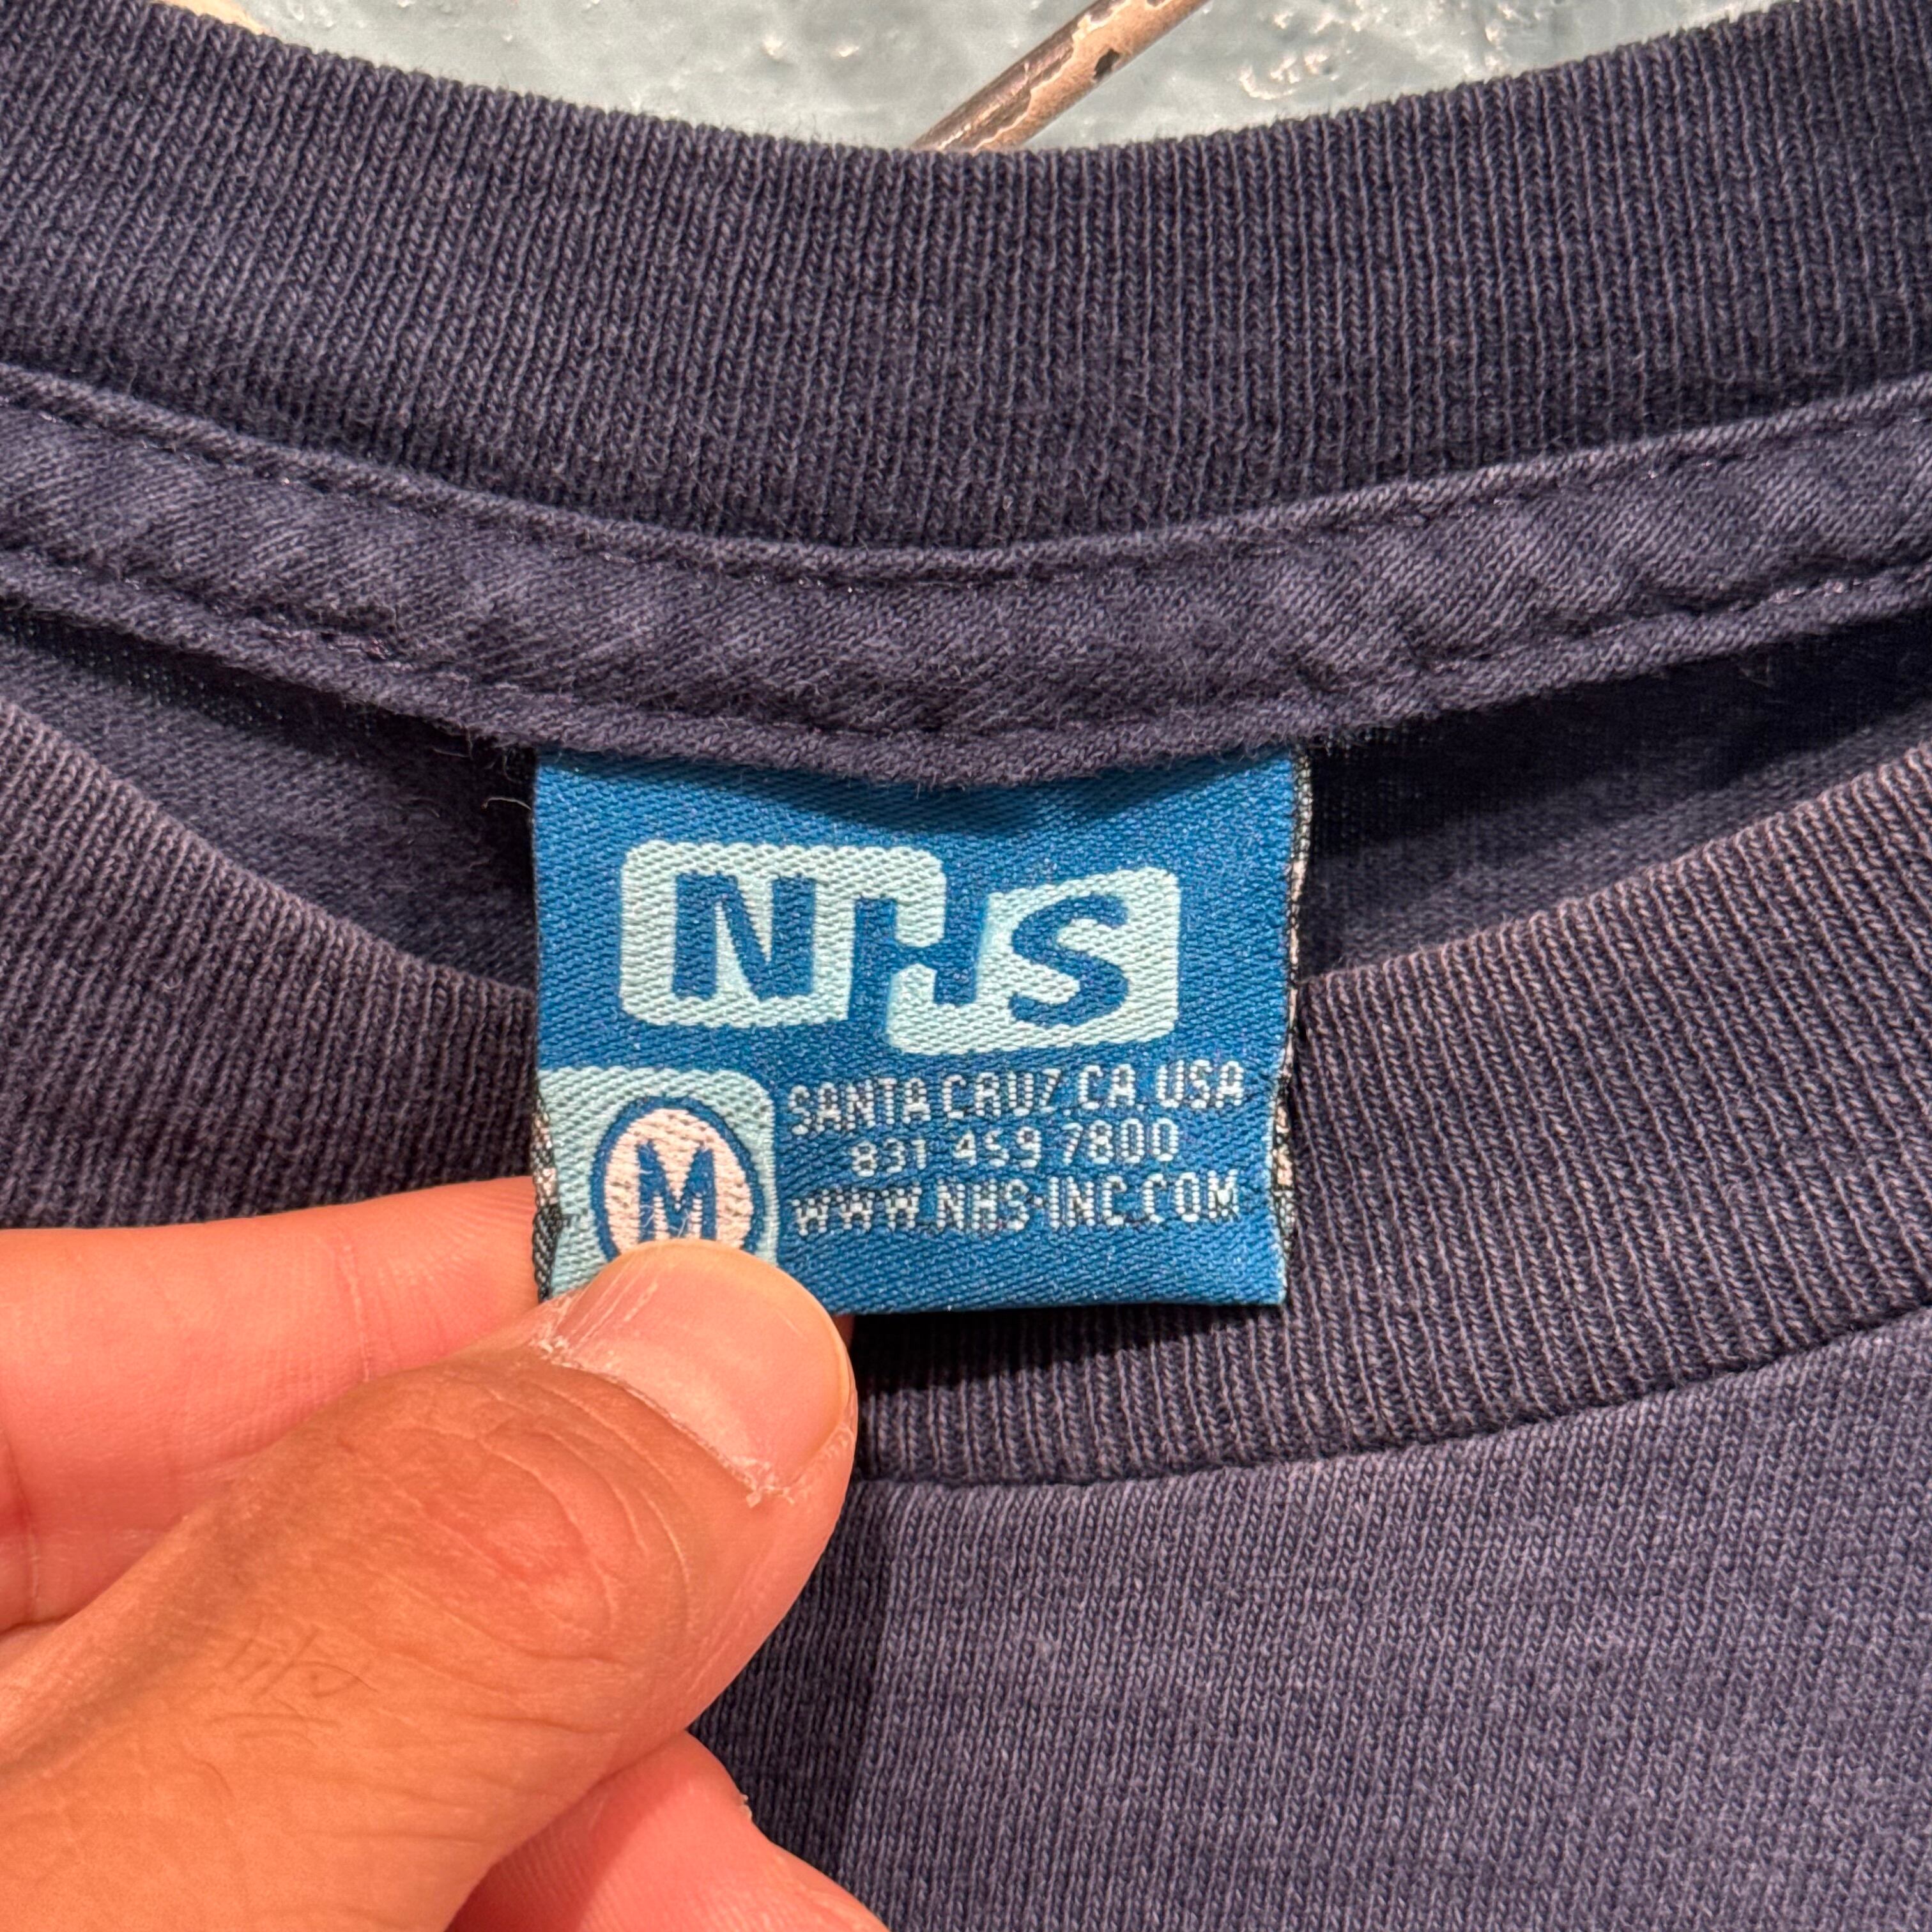 NHS
SANTA CRUZ.CA.USA
831 459 7800
WWW.NHS-INC.COM
M